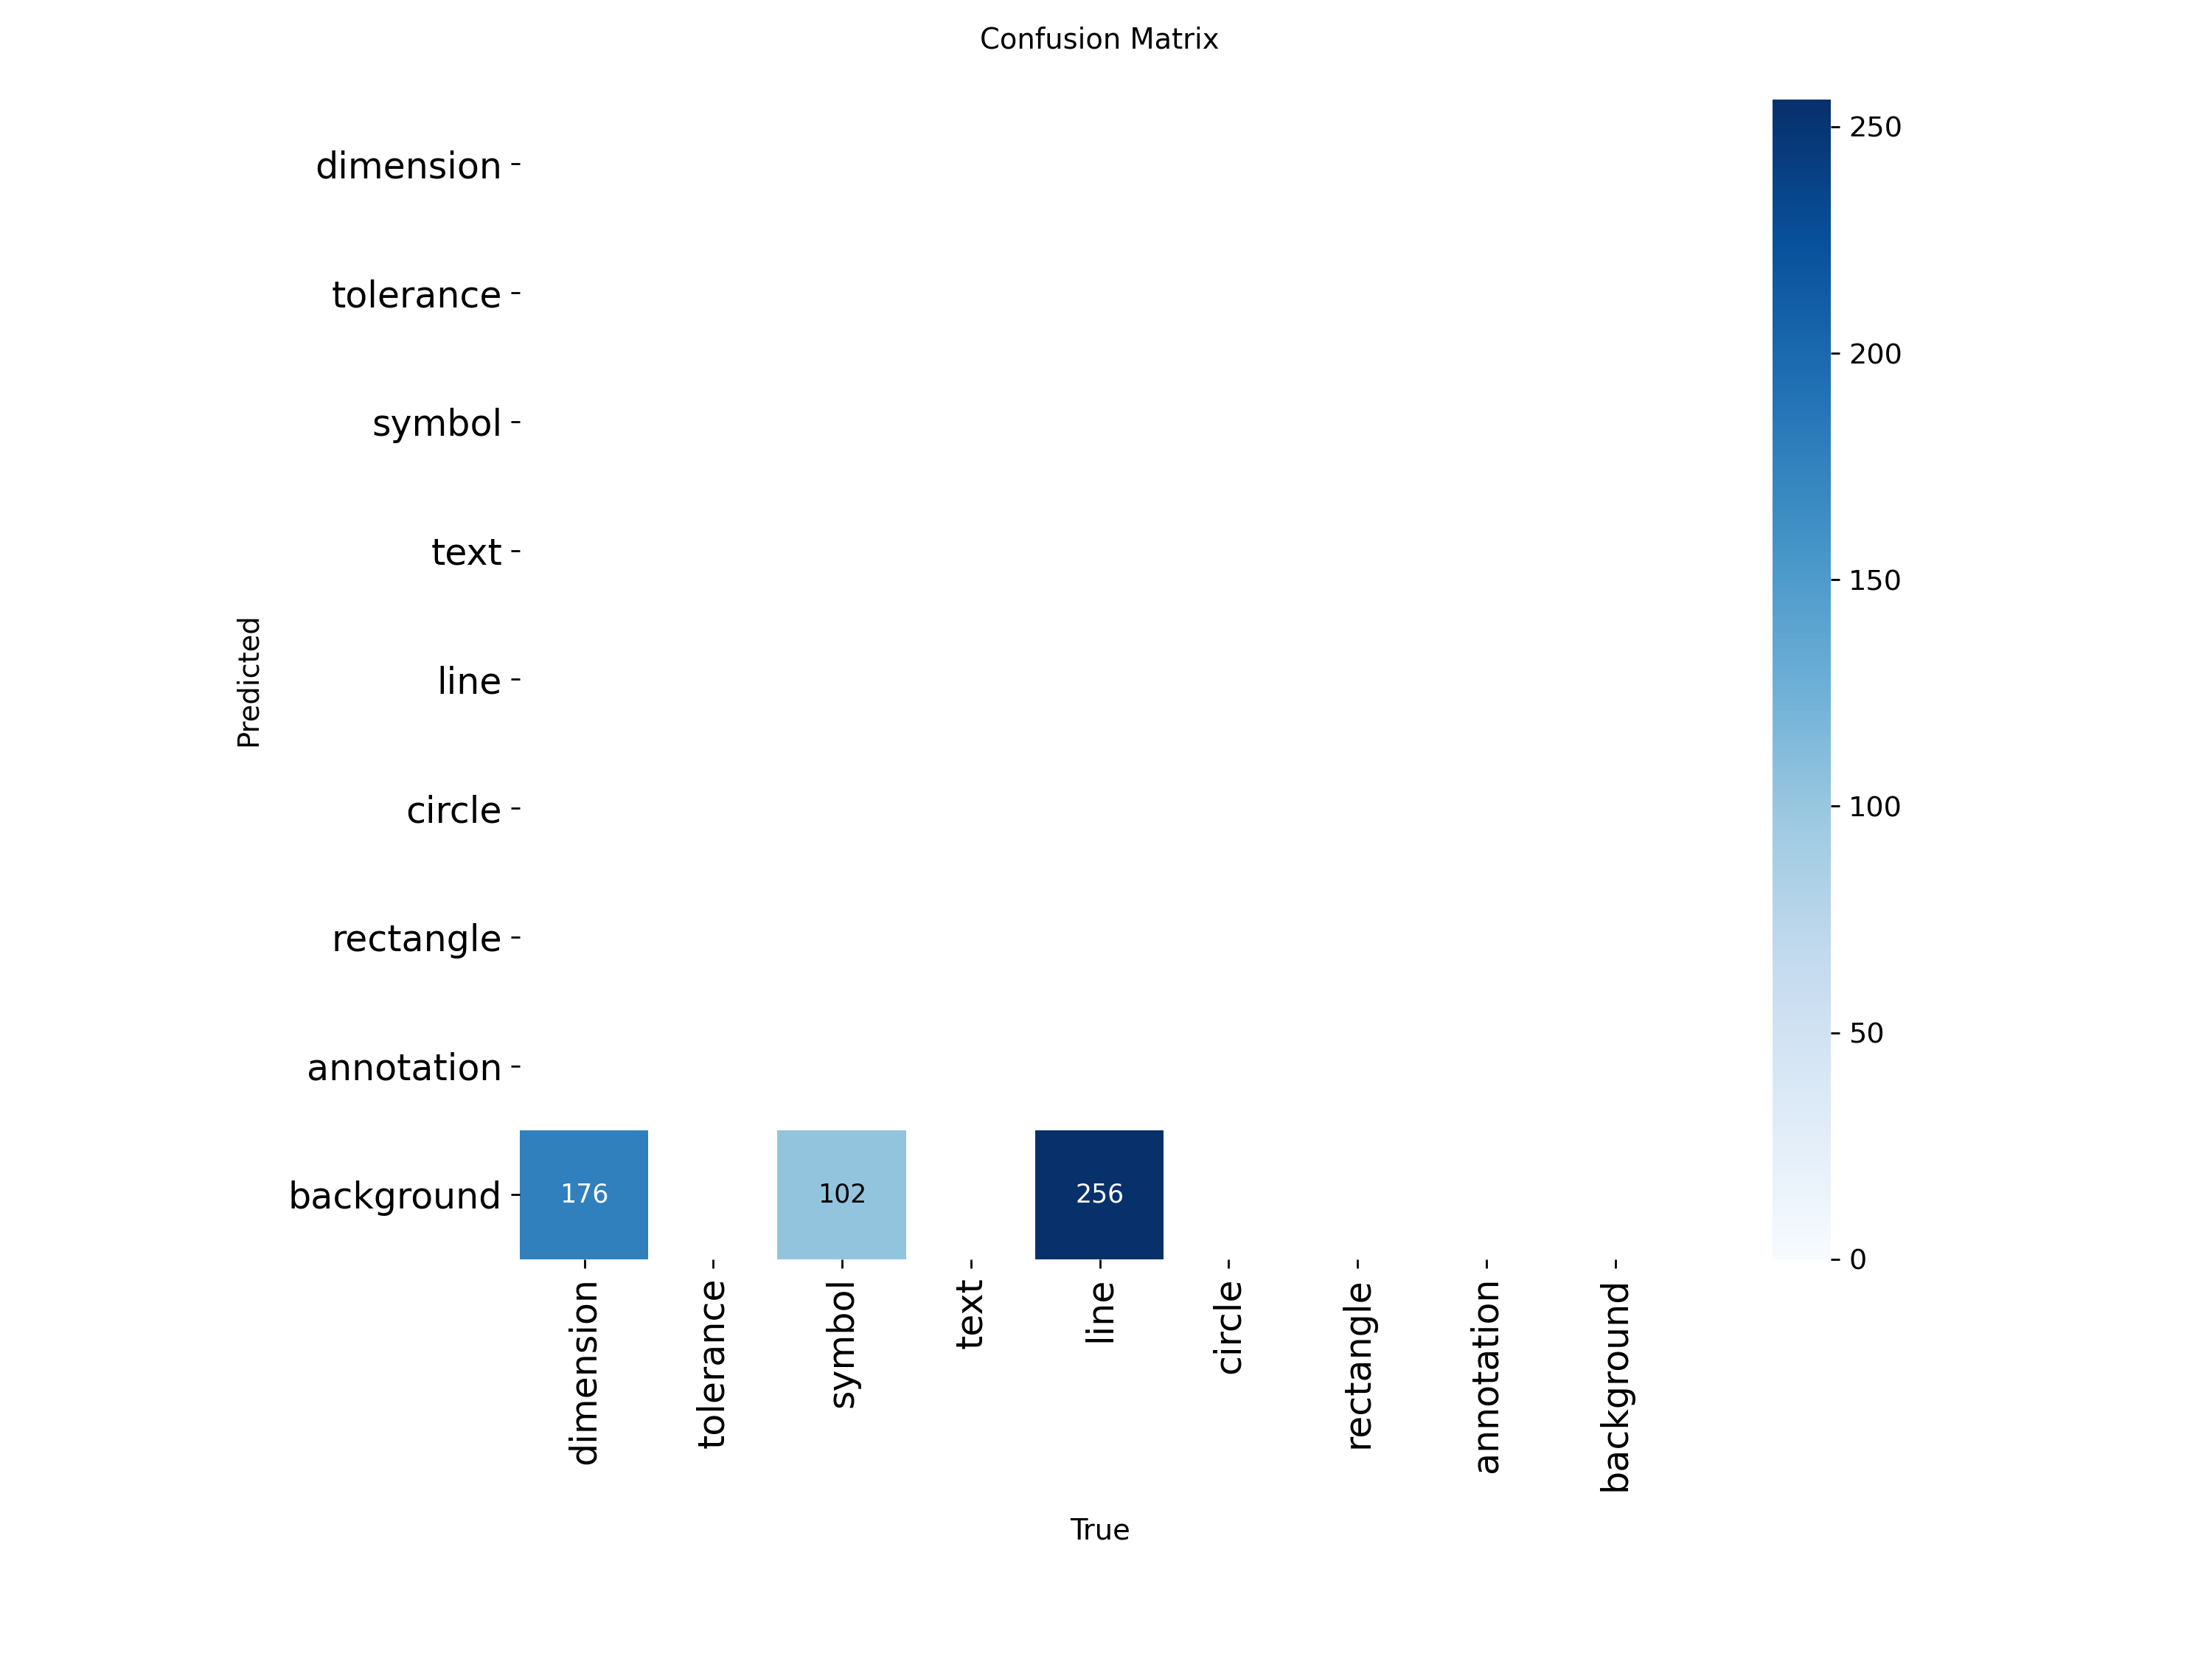 Confusion Matrix
dimension
tolerance
symbol
text
line
circle
rectangle
annotation
background
Predicted
176
102
256
dimension
tolerance
symbol
text
line
circle
rectangle
annotation
background
True
250
200
150
100
50
0